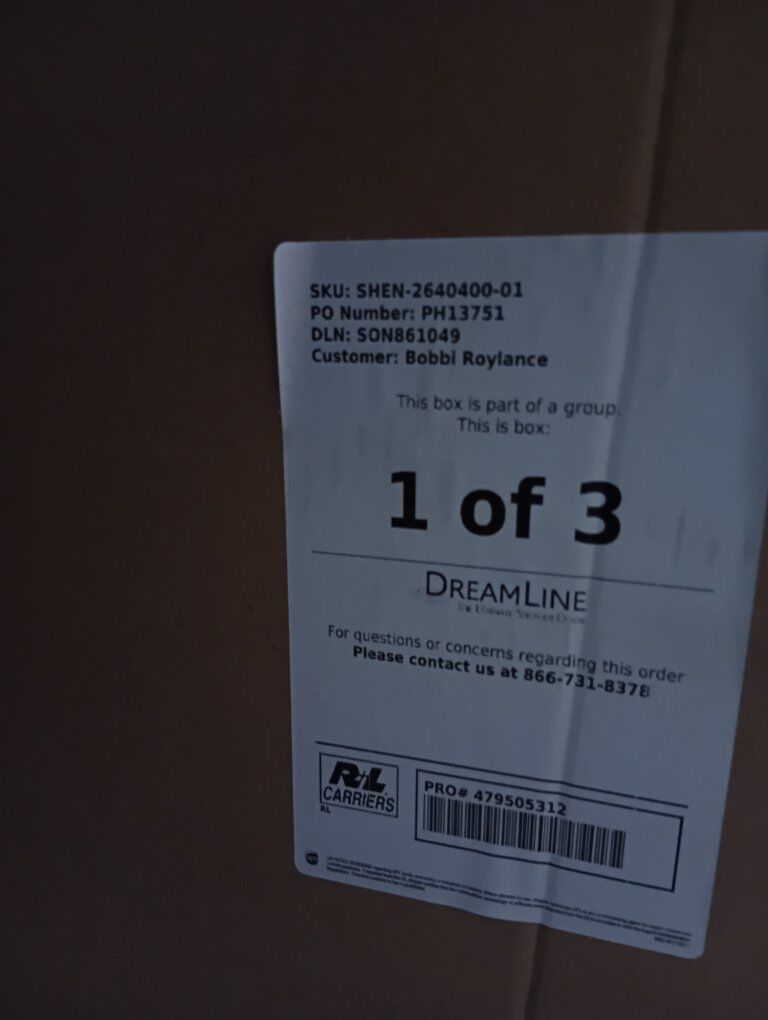 SKU: SHEN-2640400-01
PO Number: PH13751
DLN: SON861049
Customer: Bobbi Roylance
This box is part of a group.
This is box:
1 of 3
DREAMLINE
For questions or concerns regarding this order
Please contact us at 866-731-8378
R+L
CARRIERS
RL
PRO# 479505312
ups